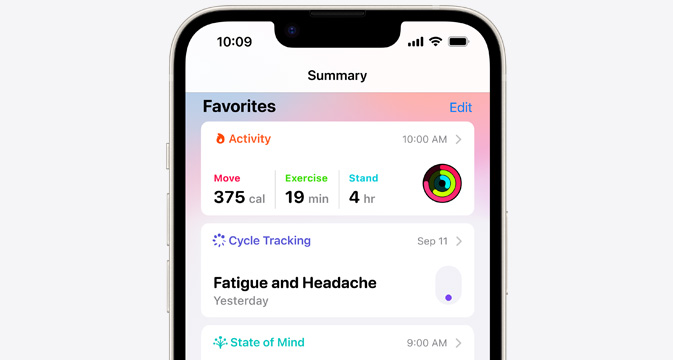 10:09
Summary
Favorites Edit
Activity 10:00 AM
Move Exercise Stand
375 cal 19 min 4 hr
Cycle Tracking Sep 11
Fatigue and Headache
Yesterday
State of Mind 9:00 AM